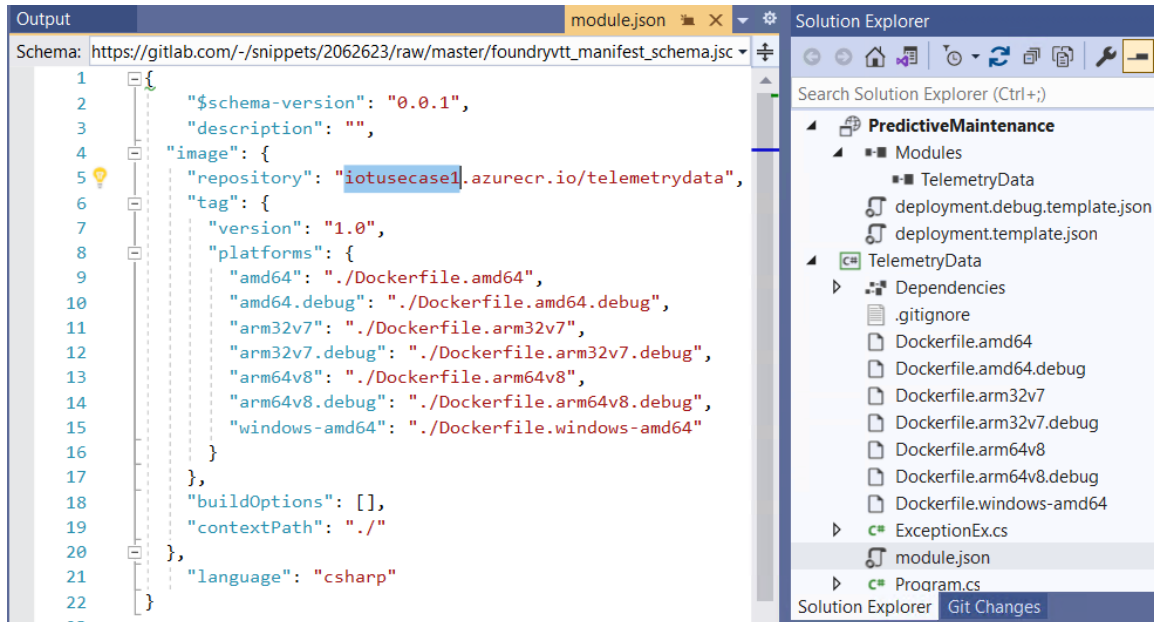 Output
module.json
Schema: https://gitlab.com/-/snippets/2062623/raw/master/foundryvtt_manifest_schema.jsc
1 {
2 "$schema-version": "0.0.1",
3 "description": "",
4 "image": {
5 "repository": "iotusecase1.azurecr.io/telemetrydata",
6 "tag": {
7 "version": "1.0",
8 "platforms": {
9 "amd64": "./Dockerfile.amd64",
10 "amd64.debug": "./Dockerfile.amd64.debug",
11 "arm32v7": "./Dockerfile.arm32v7",
12 "arm32v7.debug": "./Dockerfile.arm32v7.debug",
13 "arm64v8": "./Dockerfile.arm64v8",
14 "arm64v8.debug": "./Dockerfile.arm64v8.debug",
15 "windows-amd64": "./Dockerfile.windows-amd64"
16 }
17 },
18 "buildOptions": [],
19 "contextPath": "./"
20 },
21 "language": "csharp"
22 }
Solution Explorer
Search Solution Explorer (Ctrl+;)
PredictiveMaintenance
Modules
TelemetryData
deployment.debug.template.json
deployment.template.json
C# TelemetryData
Dependencies
.gitignore
Dockerfile.amd64
Dockerfile.amd64.debug
Dockerfile.arm32v7
Dockerfile.arm32v7.debug
Dockerfile.arm64v8
Dockerfile.arm64v8.debug
Dockerfile.windows-amd64
C# ExceptionEx.cs
module.json
C# Program.cs
Solution Explorer Git Changes